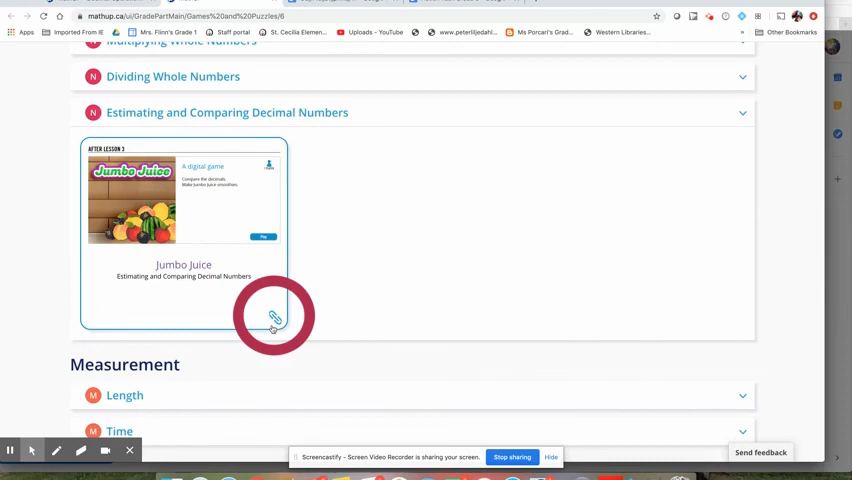 mathup.ca/ui/GradePartMain/Games%20and%20Puzzles/6
Apps
Imported From IE
Mrs. Flinn's Grade 1
Staff portal
St. Cecilia Elemen...
YouTube - YouTube
www.peterliljedahl...
Ms Porcari's Grad...
Western Libraries...
»
Other Bookmarks
N Multiplying Whole Numbers
N Dividing Whole Numbers
N Estimating and Comparing Decimal Numbers
AFTER LESSON 3
Jumbo Juice
A digital game
Compare the decimals.
Make Jumbo Juice smoothies.
Play
Jumbo Juice
Estimating and Comparing Decimal Numbers
Measurement
M Length
M Time
Screencastify - Screen Video Recorder is sharing your screen.
Stop sharing
Hide
Send feedback